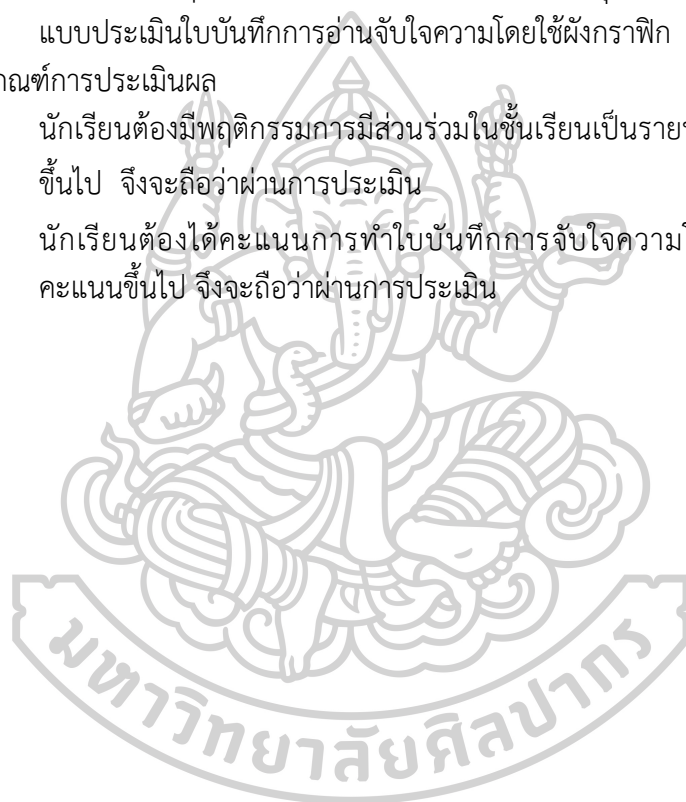 แบบประเมินใบบันทึกการอ่านจับใจความโดยใช้ผังกราฟิก
ณฑ์การประเมินผล
นักเรียนต้องมีพฤติกรรมการมีส่วนร่วมในชั้นเรียนเป็นราย
ขึ้นไป จึงจะถือว่าผ่านการประเมิน
นักเรียนต้องได้คะแนนการทำใบบันทึกการจับใจความ
คะแนนขึ้นไป จึงจะถือว่าผ่านการประเมิน
มหาวิทยาลัยศิลปากร